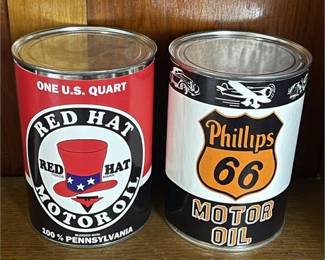 ONE U.S. QUART
RED HAT
RED HAT
MOTOR OIL
100 % PENNSYLVANIA
Phillips
66
MOTOR
OIL